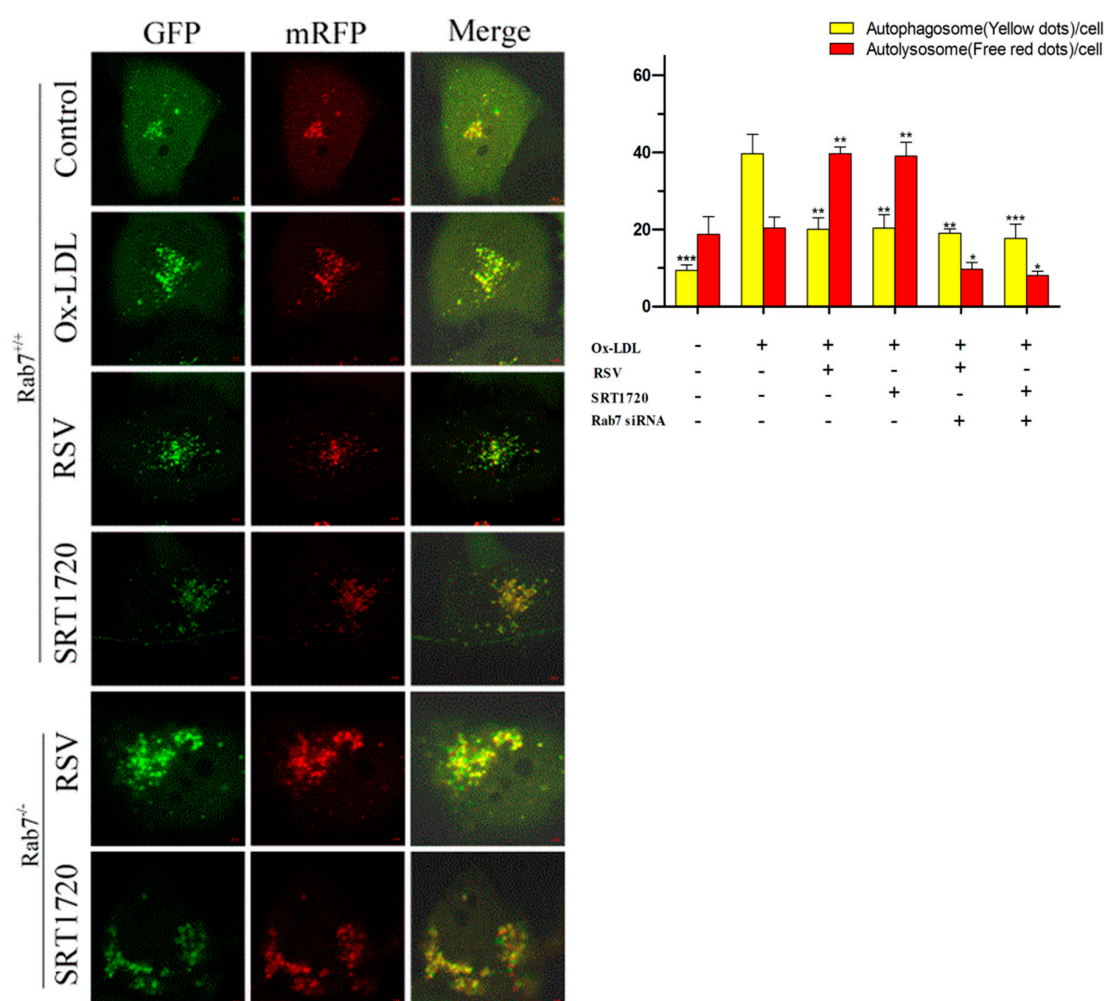 GFP mRFP Merge
Rab7+/+
Control
Ox-LDL
RSV
SRT1720
Rab7-/-
RSV
SRT1720
Autophagosome(Yellow dots)/cell
Autolysosome(Free red dots)/cell
60
40
20
0
*** ** ** ** ** ** * *** *
Ox-LDL - + + + + +
RSV - - + - + -
SRT1720 - - - + - +
Rab7 siRNA - - - - + +